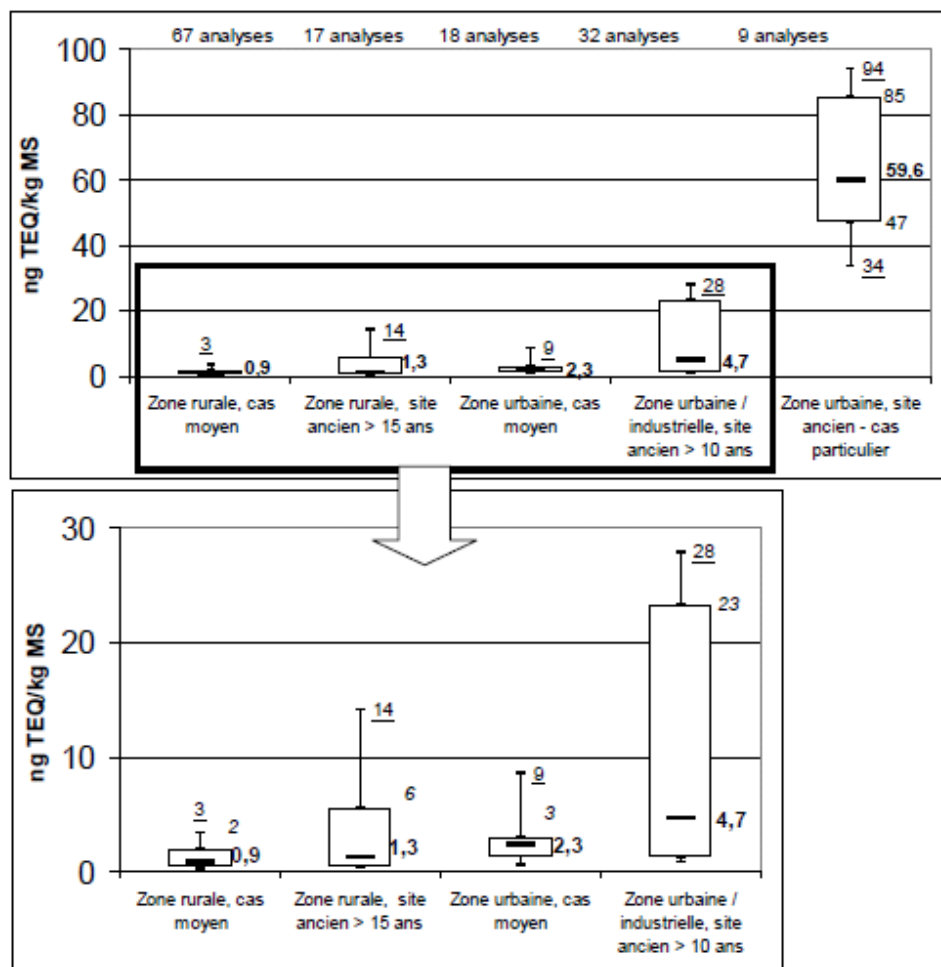 67 analyses 17 analyses 18 analyses 32 analyses 9 analyses
100
80
60
40
20
0
ng TEQ/kg MS
94
85
59,6
47
34
28
4,7
14
1,3
9
2,3
3
0,9
Zone rurale, cas
moyen
Zone rurale, site
ancien > 15 ans
Zone urbaine, cas
moyen
Zone urbaine /
industrielle, site
ancien > 10 ans
Zone urbaine, site
ancien - cas
particulier
30
20
10
0
ng TEQ/kg MS
3
2
0,9
14
6
1,3
9
3
2,3
28
23
4,7
Zone rurale, cas
moyen
Zone rurale, site
ancien > 15 ans
Zone urbaine, cas
moyen
Zone urbaine /
industrielle, site
ancien > 10 ans